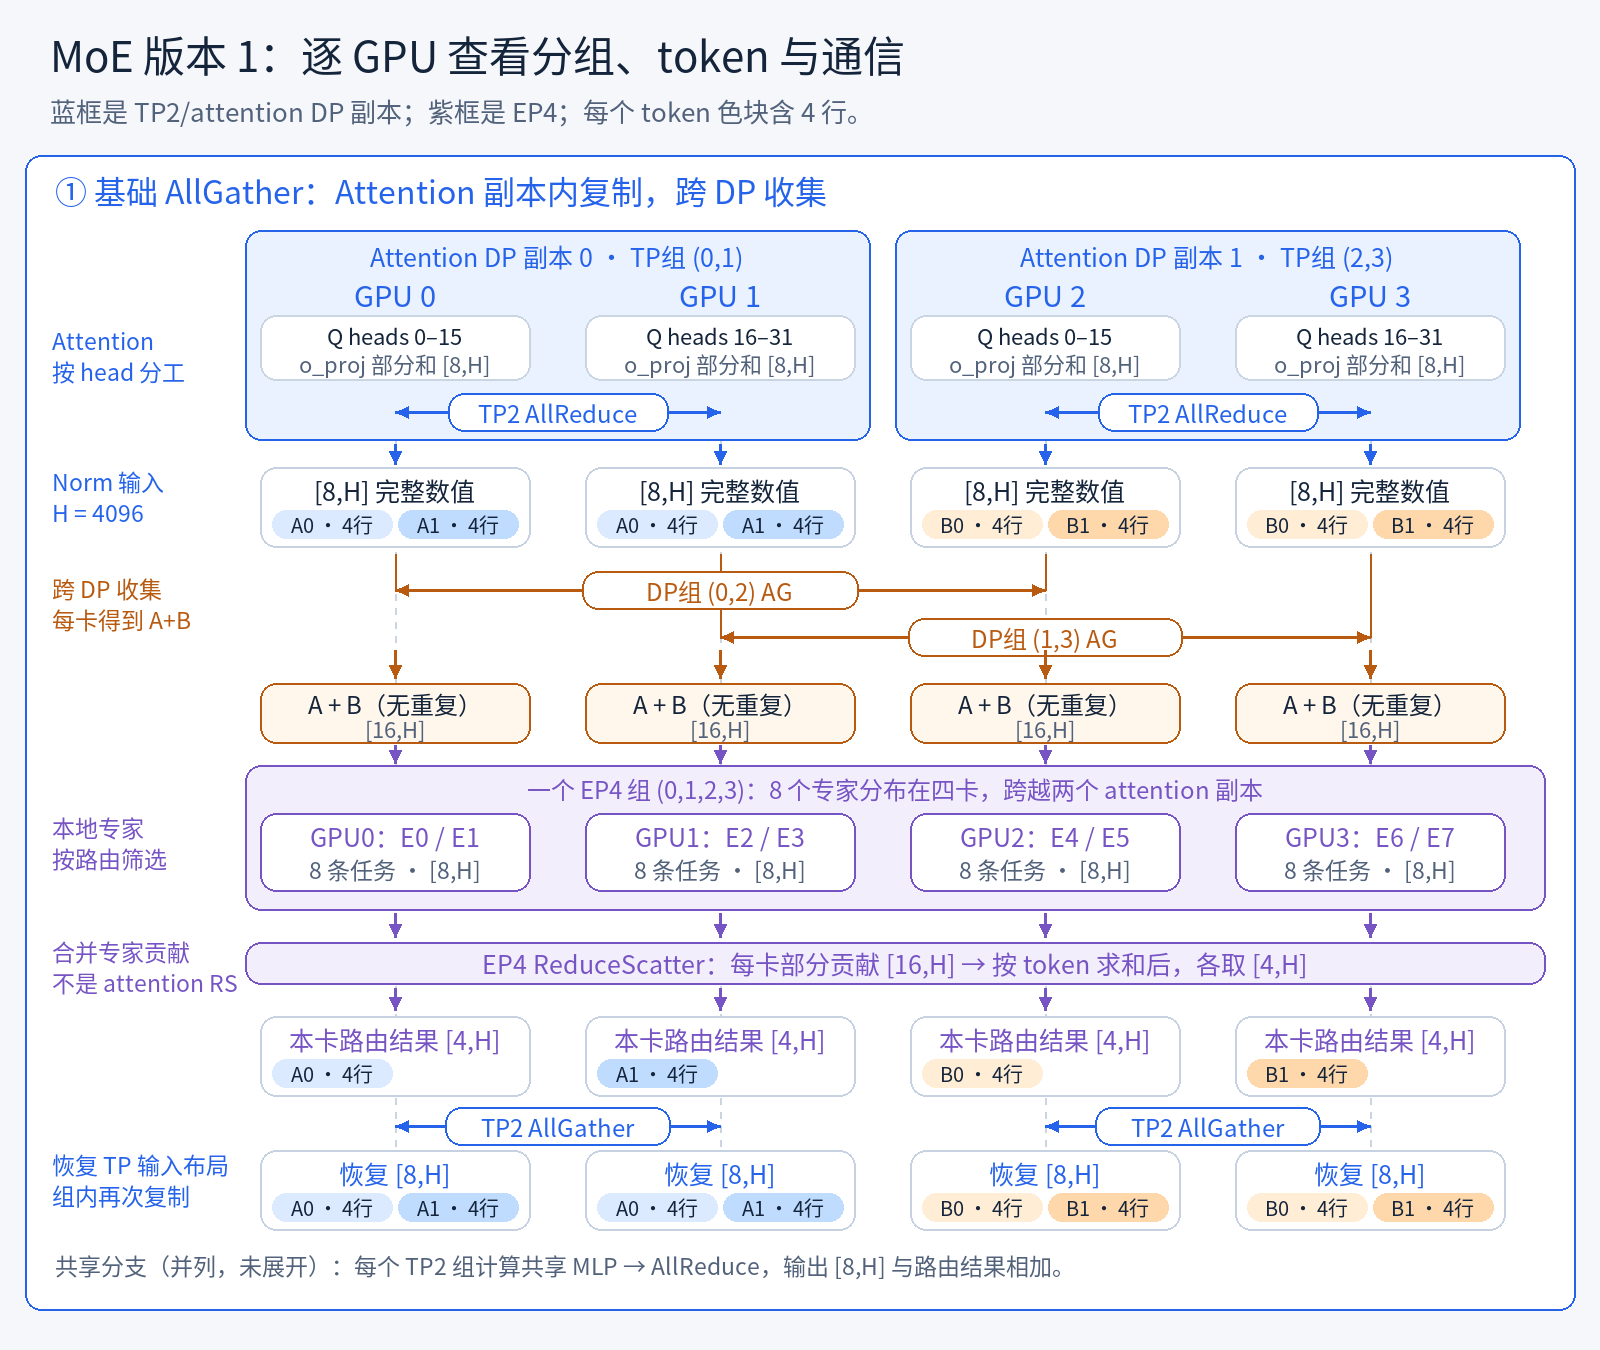 MoE 版本 1：逐 GPU 查看分组、token 与通信
蓝框是 TP2/attention DP 副本；紫框是 EP4；每个 token 色块含 4 行。
① 基础 AllGather：Attention 副本内复制，跨 DP 收集
Attention DP 副本 0 · TP组 (0,1)
Attention DP 副本 1 · TP组 (2,3)
GPU 0
GPU 1
GPU 2
GPU 3
Attention
按 head 分工
Q heads 0–15
o_proj 部分和 [8,H]
Q heads 16–31
o_proj 部分和 [8,H]
Q heads 0–15
o_proj 部分和 [8,H]
Q heads 16–31
o_proj 部分和 [8,H]
TP2 AllReduce
TP2 AllReduce
Norm 输入
H = 4096
[8,H] 完整数值
A0 · 4行
A1 · 4行
[8,H] 完整数值
A0 · 4行
A1 · 4行
[8,H] 完整数值
B0 · 4行
B1 · 4行
[8,H] 完整数值
B0 · 4行
B1 · 4行
跨 DP 收集
每卡得到 A+B
DP组 (0,2) AG
DP组 (1,3) AG
A + B（无重复）
[16,H]
A + B（无重复）
[16,H]
A + B（无重复）
[16,H]
A + B（无重复）
[16,H]
一个 EP4 组 (0,1,2,3)：8 个专家分布在四卡，跨越两个 attention 副本
本地专家
按路由筛选
GPU0：E0 / E1
8 条任务 · [8,H]
GPU1：E2 / E3
8 条任务 · [8,H]
GPU2：E4 / E5
8 条任务 · [8,H]
GPU3：E6 / E7
8 条任务 · [8,H]
合并专家贡献
不是 attention RS
EP4 ReduceScatter：每卡部分贡献 [16,H] → 按 token 求和后，各取 [4,H]
本卡路由结果 [4,H]
A0 · 4行
本卡路由结果 [4,H]
A1 · 4行
本卡路由结果 [4,H]
B0 · 4行
本卡路由结果 [4,H]
B1 · 4行
TP2 AllGather
TP2 AllGather
恢复 TP 输入布局
组内再次复制
恢复 [8,H]
A0 · 4行
A1 · 4行
恢复 [8,H]
A0 · 4行
A1 · 4行
恢复 [8,H]
B0 · 4行
B1 · 4行
恢复 [8,H]
B0 · 4行
B1 · 4行
共享分支（并列，未展开）：每个 TP2 组计算共享 MLP → AllReduce，输出 [8,H] 与路由结果相加。